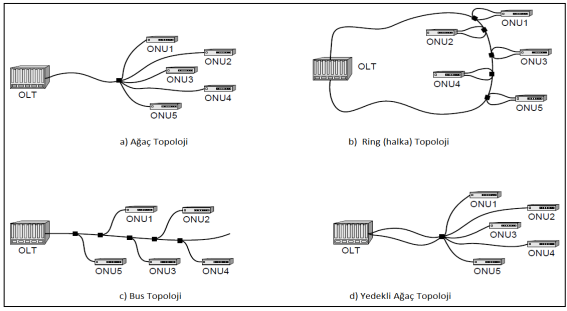 ONU1
ONU2
ONU3
ONU4
ONU5
OLT
a) Ağaç Topoloji
ONU1
ONU2
ONU3
ONU4
ONU5
OLT
b) Ring (halka) Topoloji
ONU1
ONU2
OLT
ONU5
ONU3
ONU4
c) Bus Topoloji
ONU1
ONU2
ONU3
ONU4
ONU5
OLT
d) Yedekli Ağaç Topoloji